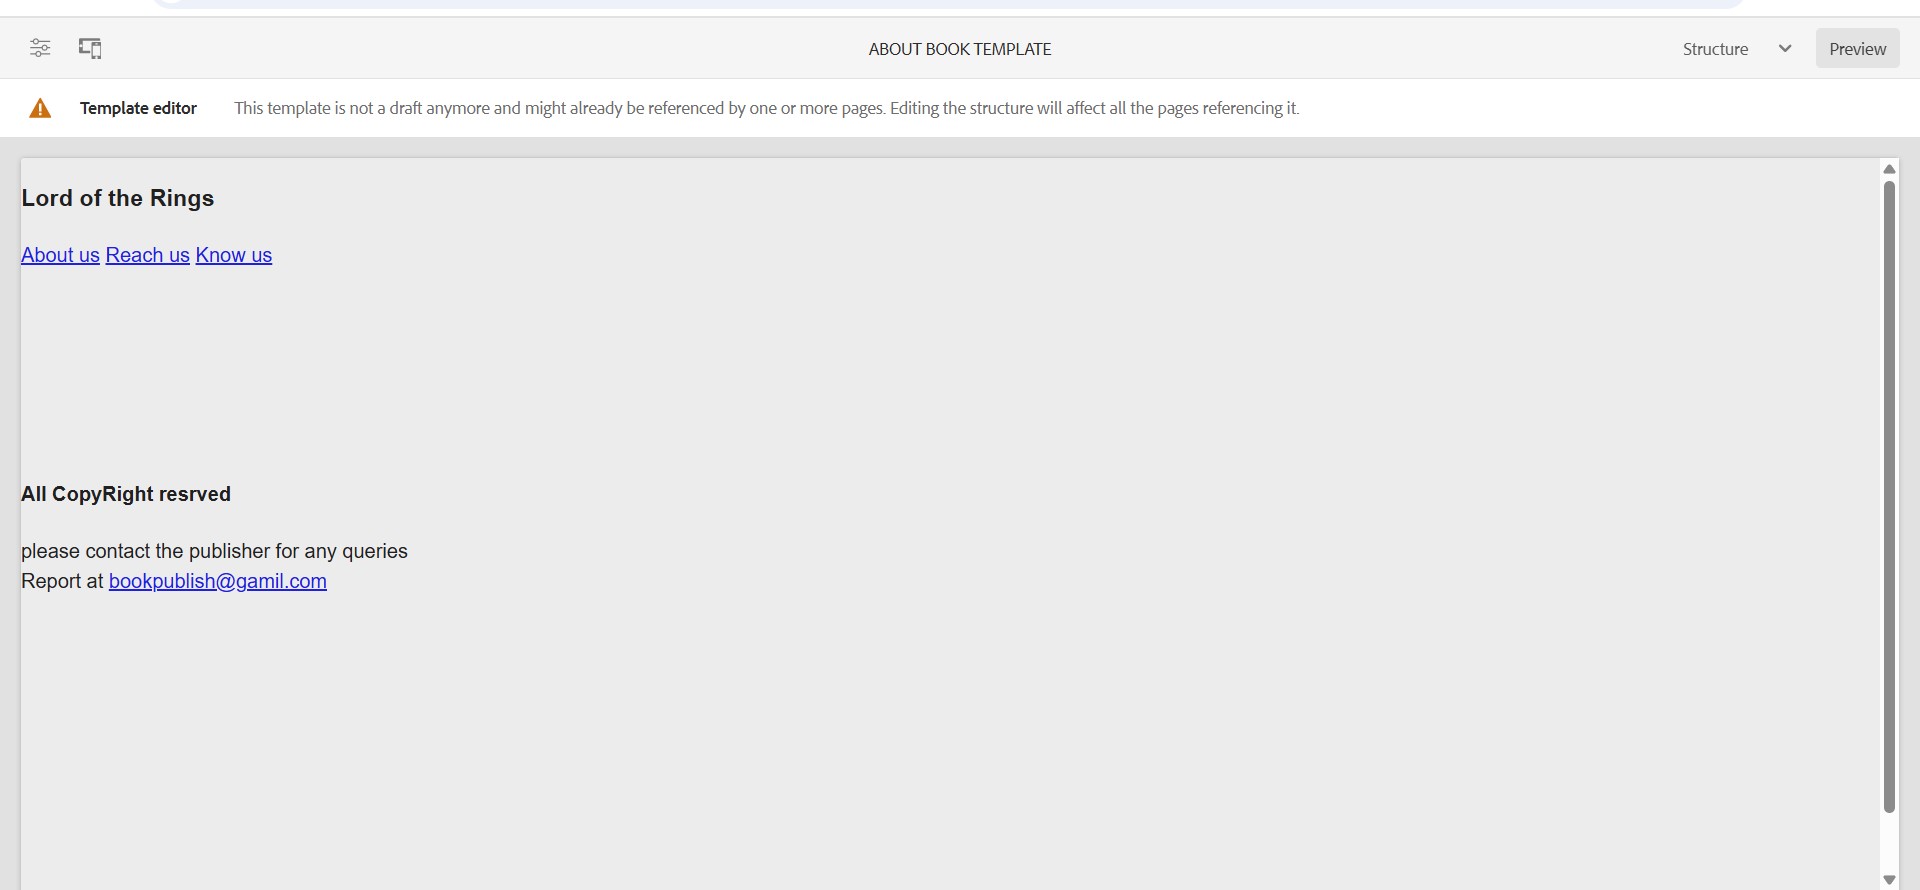 ABOUT BOOK TEMPLATE
Structure
Preview
Template editor This template is not a draft anymore and might already be referenced by one or more pages. Editing the structure will affect all the pages referencing it.
Lord of the Rings
About us Reach us Know us
All CopyRight resrved
please contact the publisher for any queries
Report at bookpublish@gamil.com